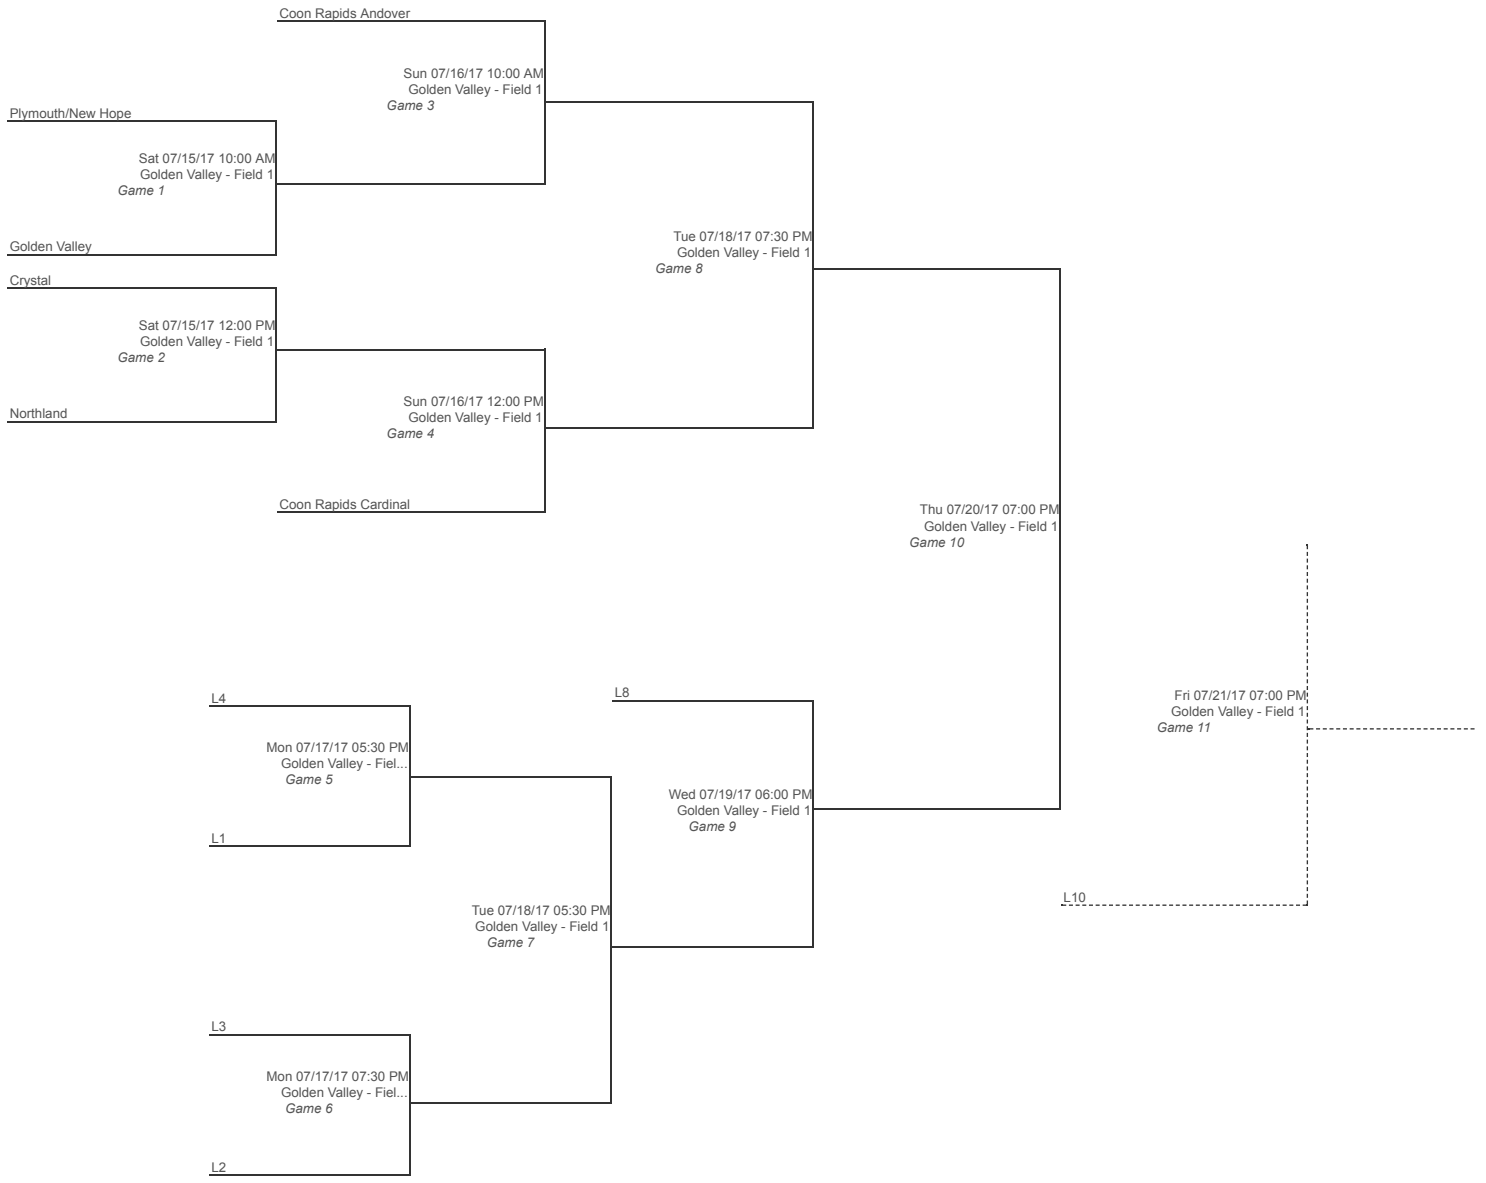 Coon Rapids Andover
Sun 07/16/17 10:00 AM
Golden Valley - Field 1
Game 3
Plymouth/New Hope
Sat 07/15/17 10:00 AM
Golden Valley - Field 1
Game 1
Golden Valley
Tue 07/18/17 07:30 PM
Golden Valley - Field 1
Game 8
Crystal
Sat 07/15/17 12:00 PM
Golden Valley - Field 1
Game 2
Northland
Sun 07/16/17 12:00 PM
Golden Valley - Field 1
Game 4
Coon Rapids Cardinal
Thu 07/20/17 07:00 PM
Golden Valley - Field 1
Game 10
L4
Mon 07/17/17 05:30 PM
Golden Valley - Fiel...
Game 5
L1
L8
Wed 07/19/17 06:00 PM
Golden Valley - Field 1
Game 9
Fri 07/21/17 07:00 PM
Golden Valley - Field 1
Game 11
L10
Tue 07/18/17 05:30 PM
Golden Valley - Field 1
Game 7
L3
Mon 07/17/17 07:30 PM
Golden Valley - Fiel...
Game 6
L2